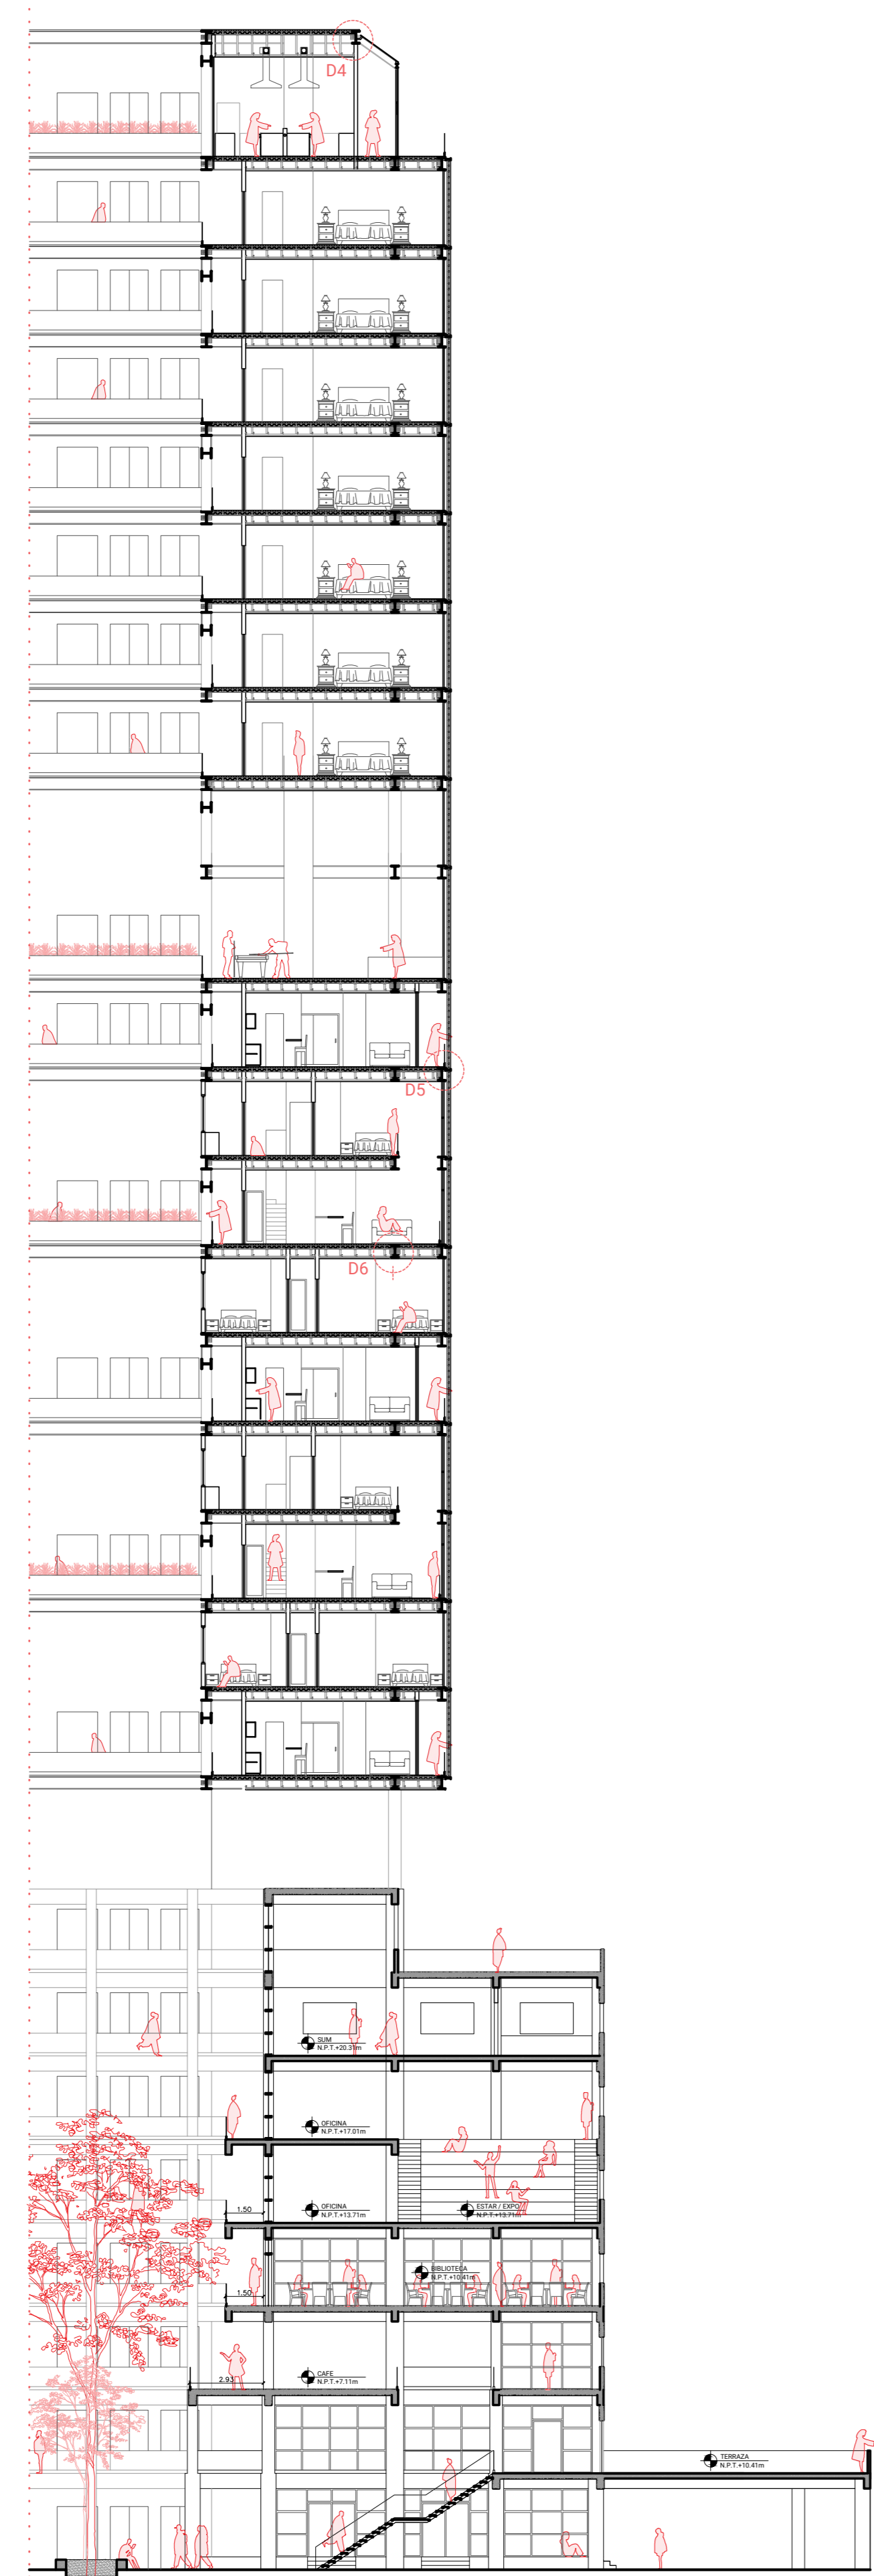 D4
D5
D6
SUM
N.P.T.+20.31m
OFICINA
N.P.T.+17.01m
1.50
OFICINA
N.P.T.+13.71m
ESTAR / EXPO
N.P.T.+13.71m
BIBLIOTECA
N.P.T.+10.41m
1.50
2.93
CAFE
N.P.T.+7.11m
TERRAZA
N.P.T.+10.41m